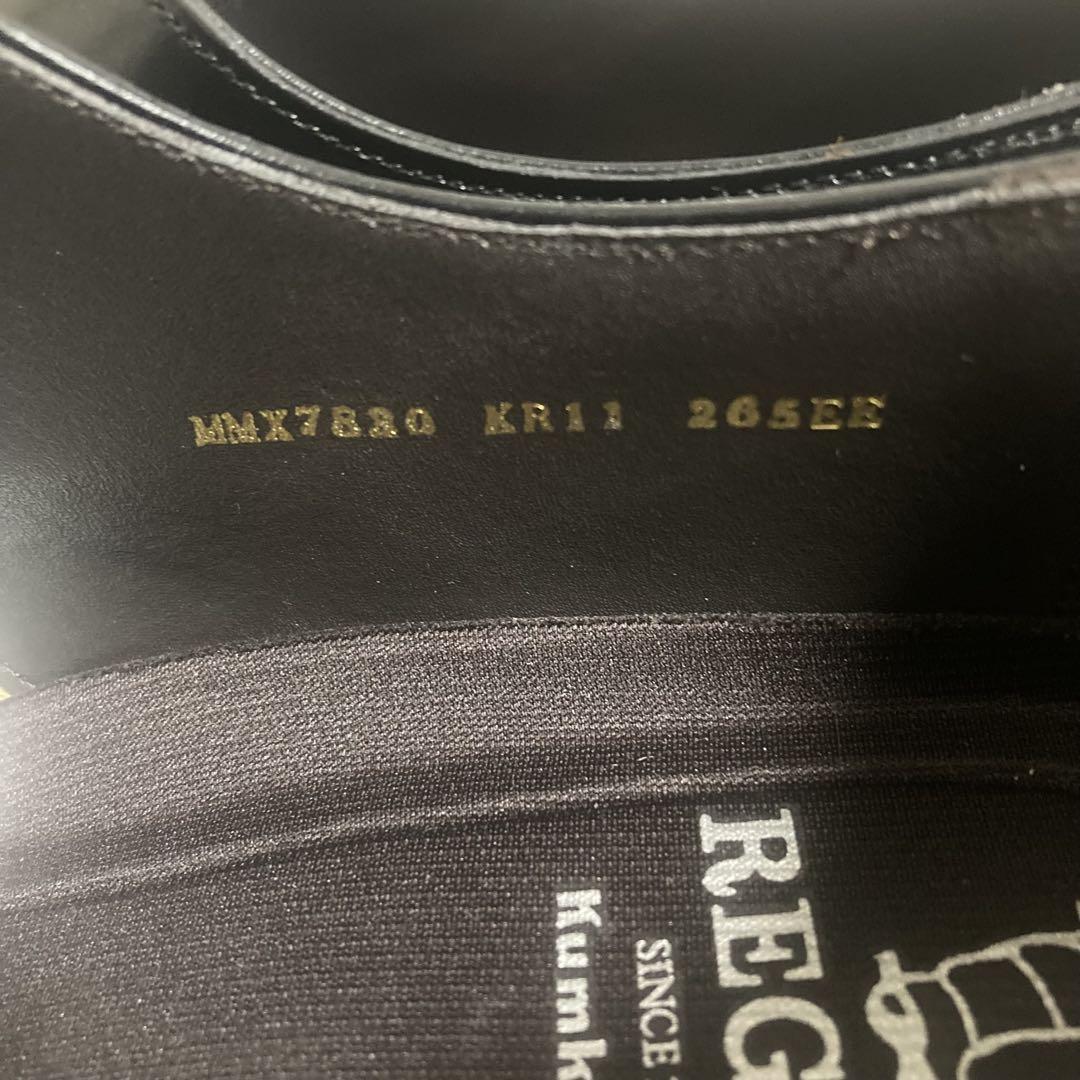 MMX7820 KR11 265EE
REG
SINCE
Kumk